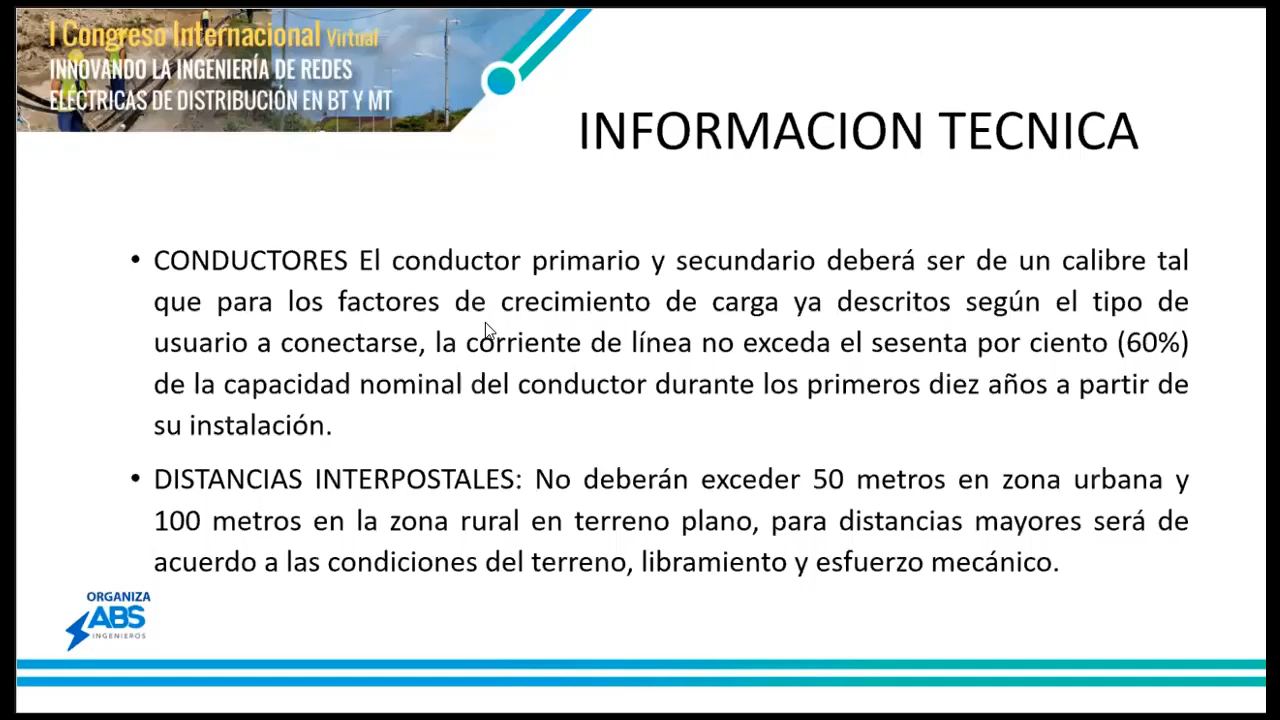 I Congreso Internacional Virtual
INNOVANDO LA INGENIERÍA DE REDES
ELÉCTRICAS DE DISTRIBUCIÓN EN BT Y MT
INFORMACION TECNICA
• CONDUCTORES El conductor primario y secundario deberá ser de un calibre tal
que para los factores de crecimiento de carga ya descritos según el tipo de
usuario a conectarse, la corriente de línea no exceda el sesenta por ciento (60%)
de la capacidad nominal del conductor durante los primeros diez años a partir de
su instalación.
• DISTANCIAS INTERPOSTALES: No deberán exceder 50 metros en zona urbana y
100 metros en la zona rural en terreno plano, para distancias mayores será de
acuerdo a las condiciones del terreno, libramiento y esfuerzo mecánico.
ORGANIZA
ABS
INGENIEROS